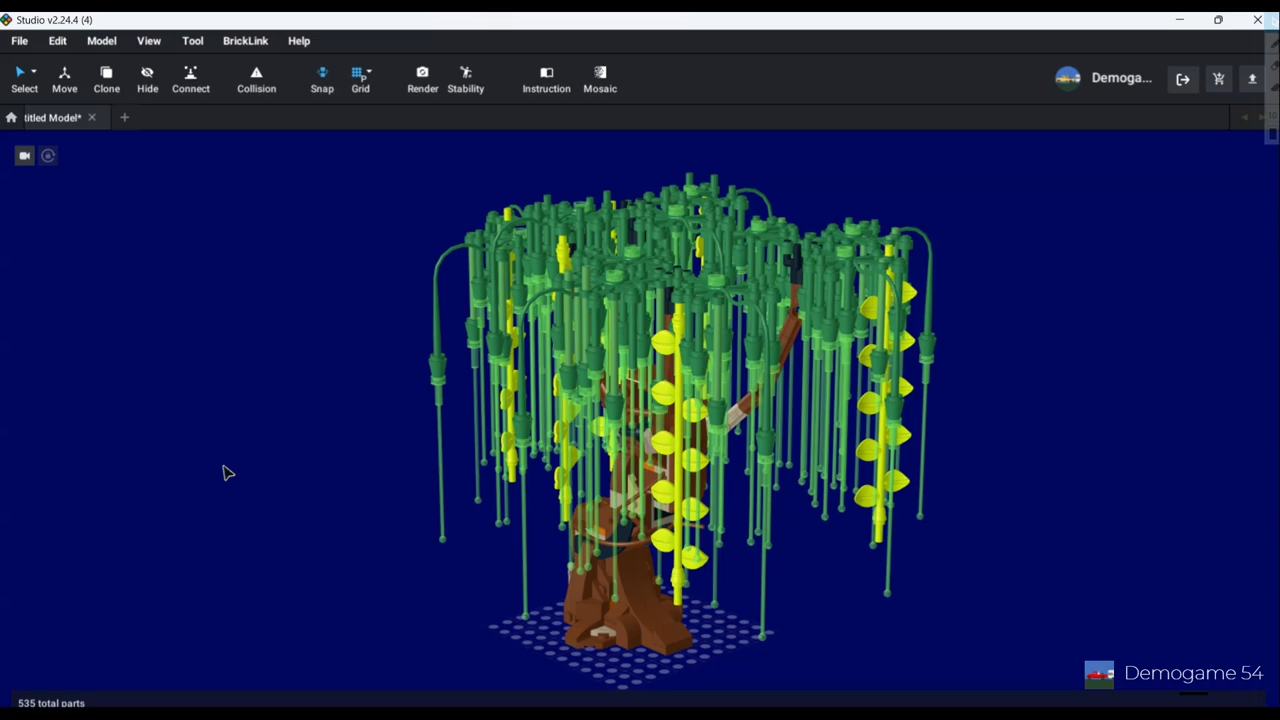 Studio v2.24.4 (4)
File Edit Model View Tool BrickLink Help
Select Move Clone Hide Connect Collision Snap Grid Render Stability Instruction Mosaic Demoga...
titled Model*
Demogame 54
535 total parts